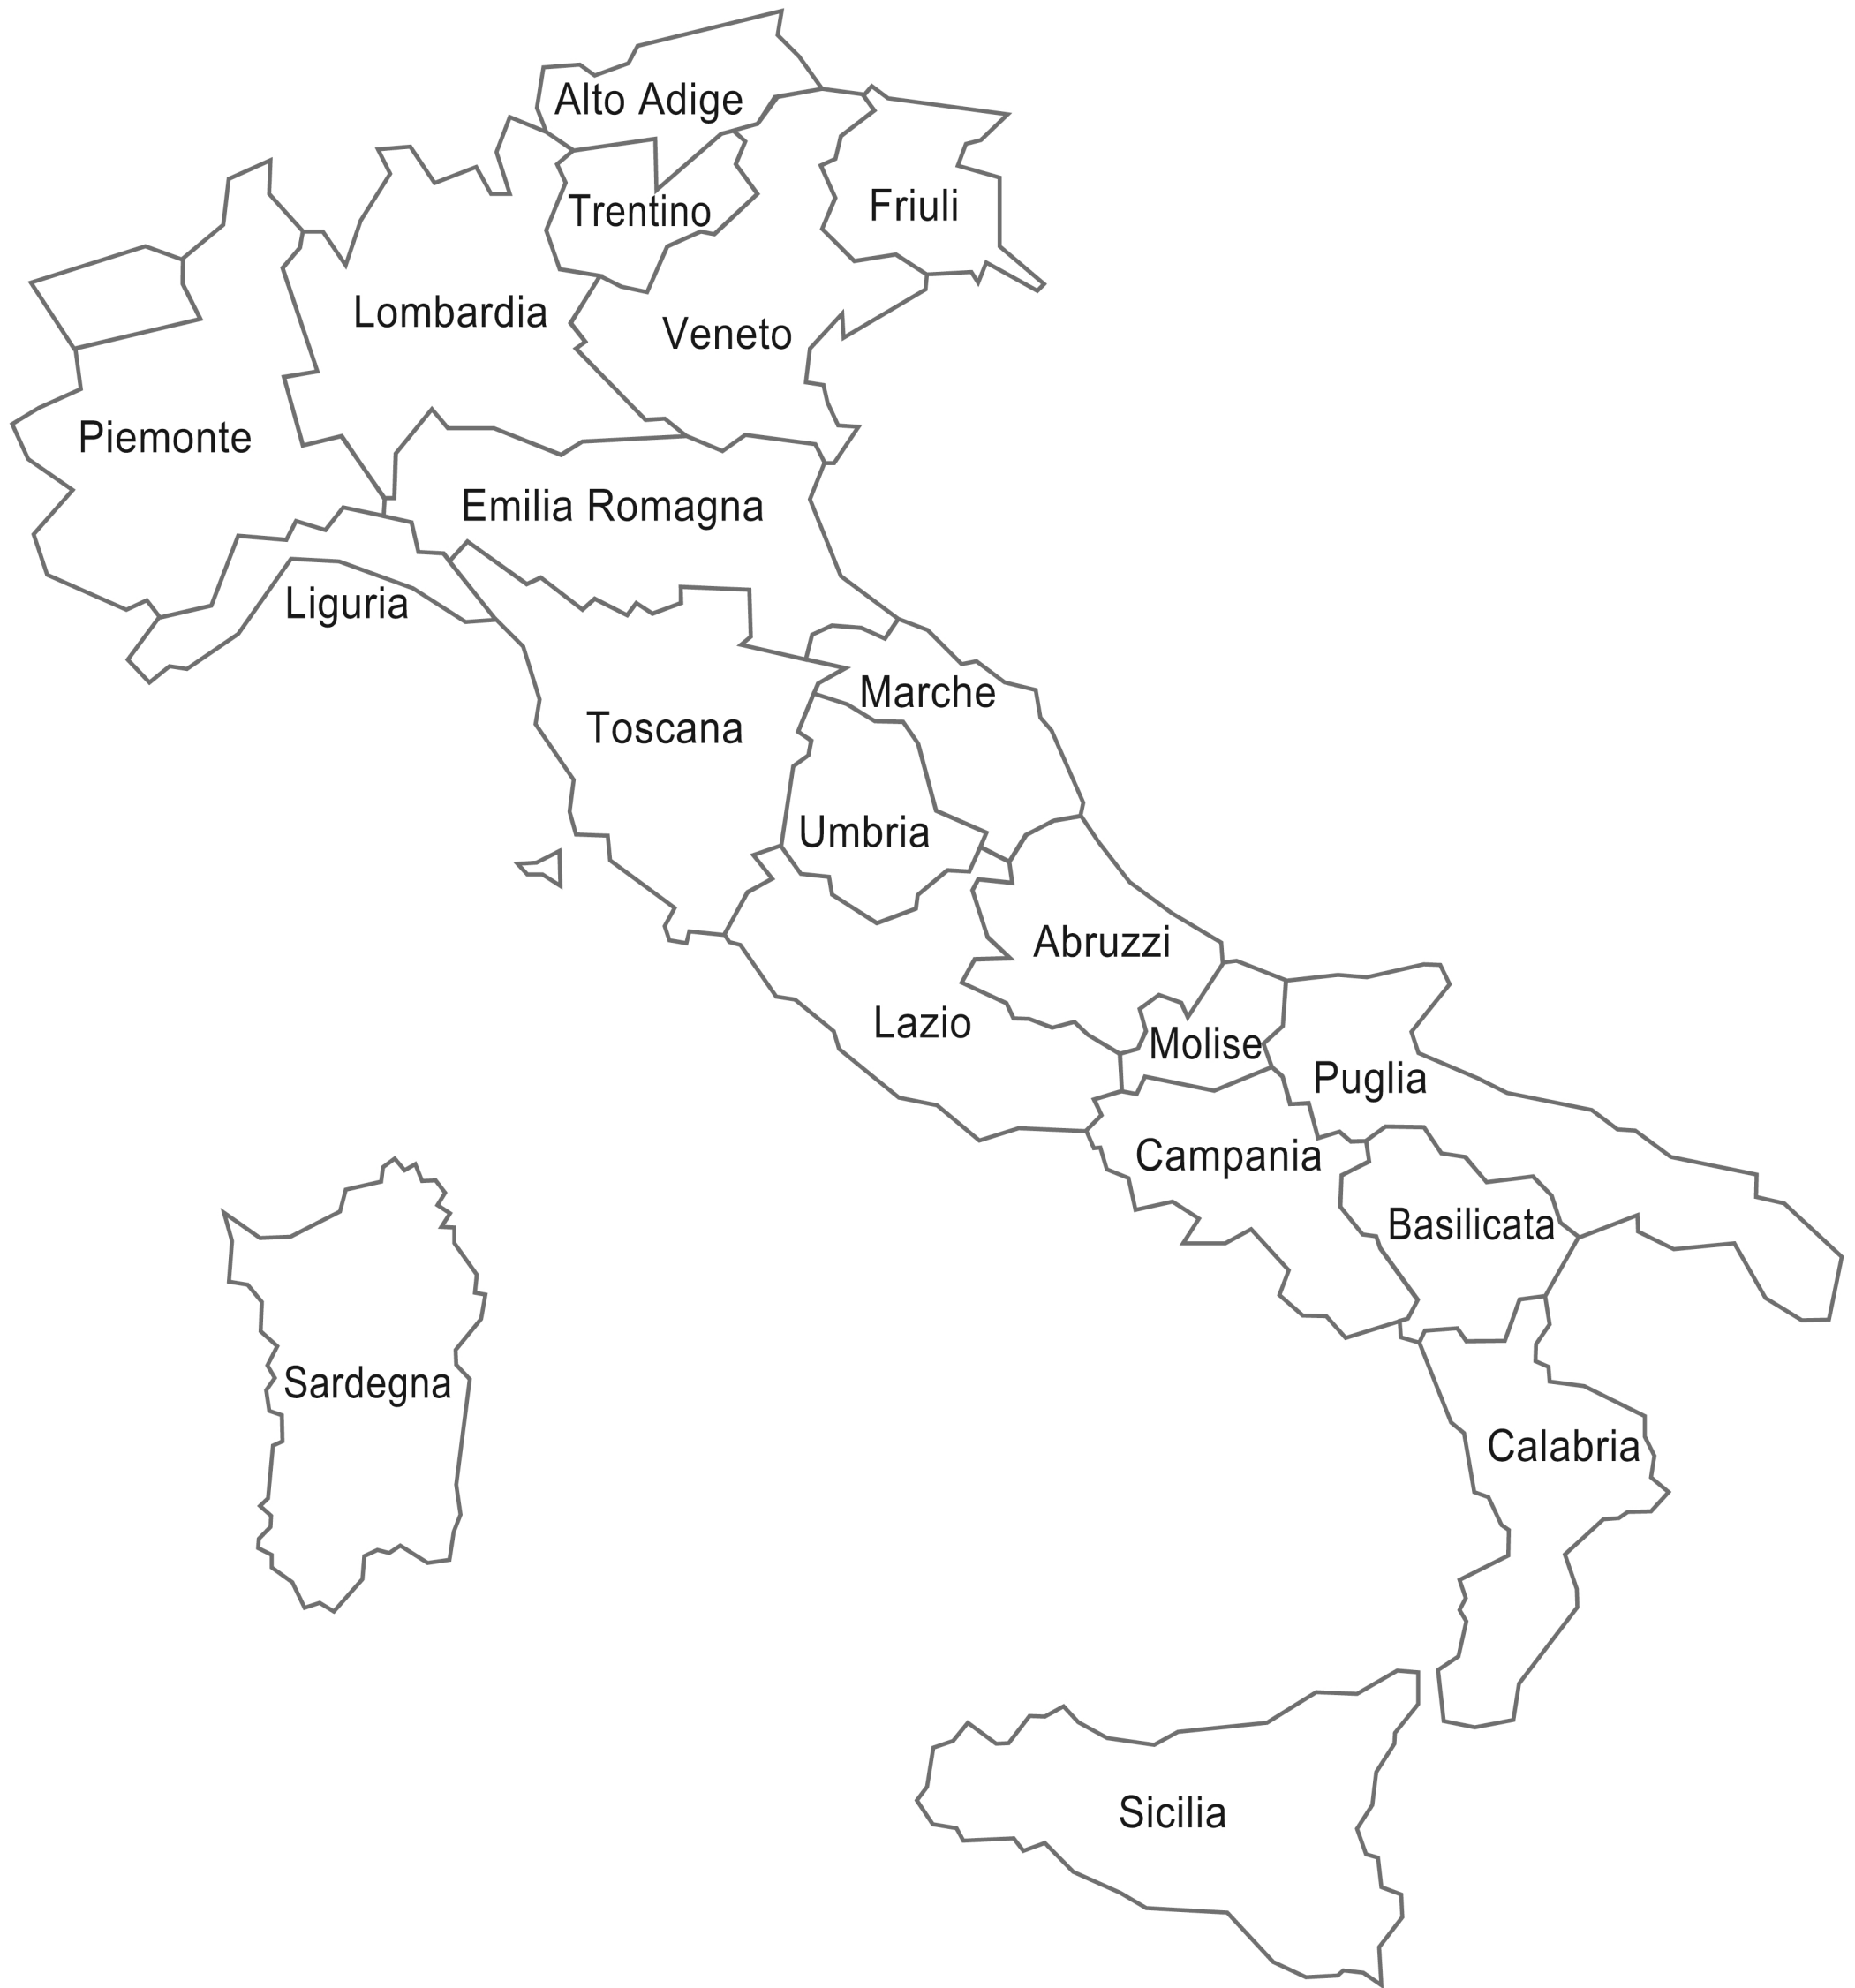 Alto Adige
Trentino
Friuli
Lombardia
Veneto
Piemonte
Emilia Romagna
Liguria
Marche
Toscana
Umbria
Abruzzi
Lazio
Molise
Puglia
Campania
Basilicata
Sardegna
Calabria
Sicilia